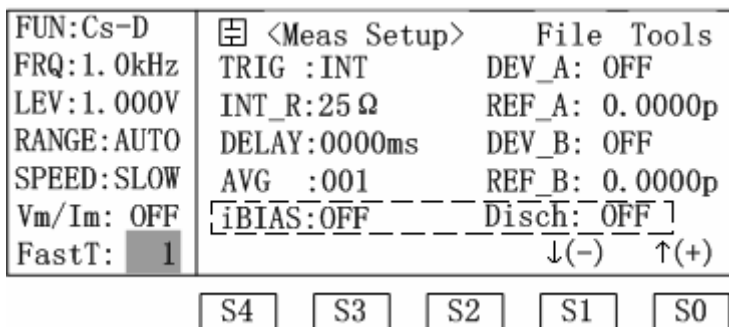 FUN:Cs-D
FRQ:1.0kHz
LEV:1.000V
RANGE:AUTO
SPEED:SLOW
Vm/Im: OFF
FastT: 1
<Meas Setup> File Tools
TRIG :INT DEV_A: OFF
INT_R:25Ω REF_A: 0.0000p
DELAY:0000ms DEV_B: OFF
AVG :001 REF_B: 0.0000p
iBIAS:OFF Disch: OFF
↓(-) ↑(+)
S4 S3 S2 S1 S0